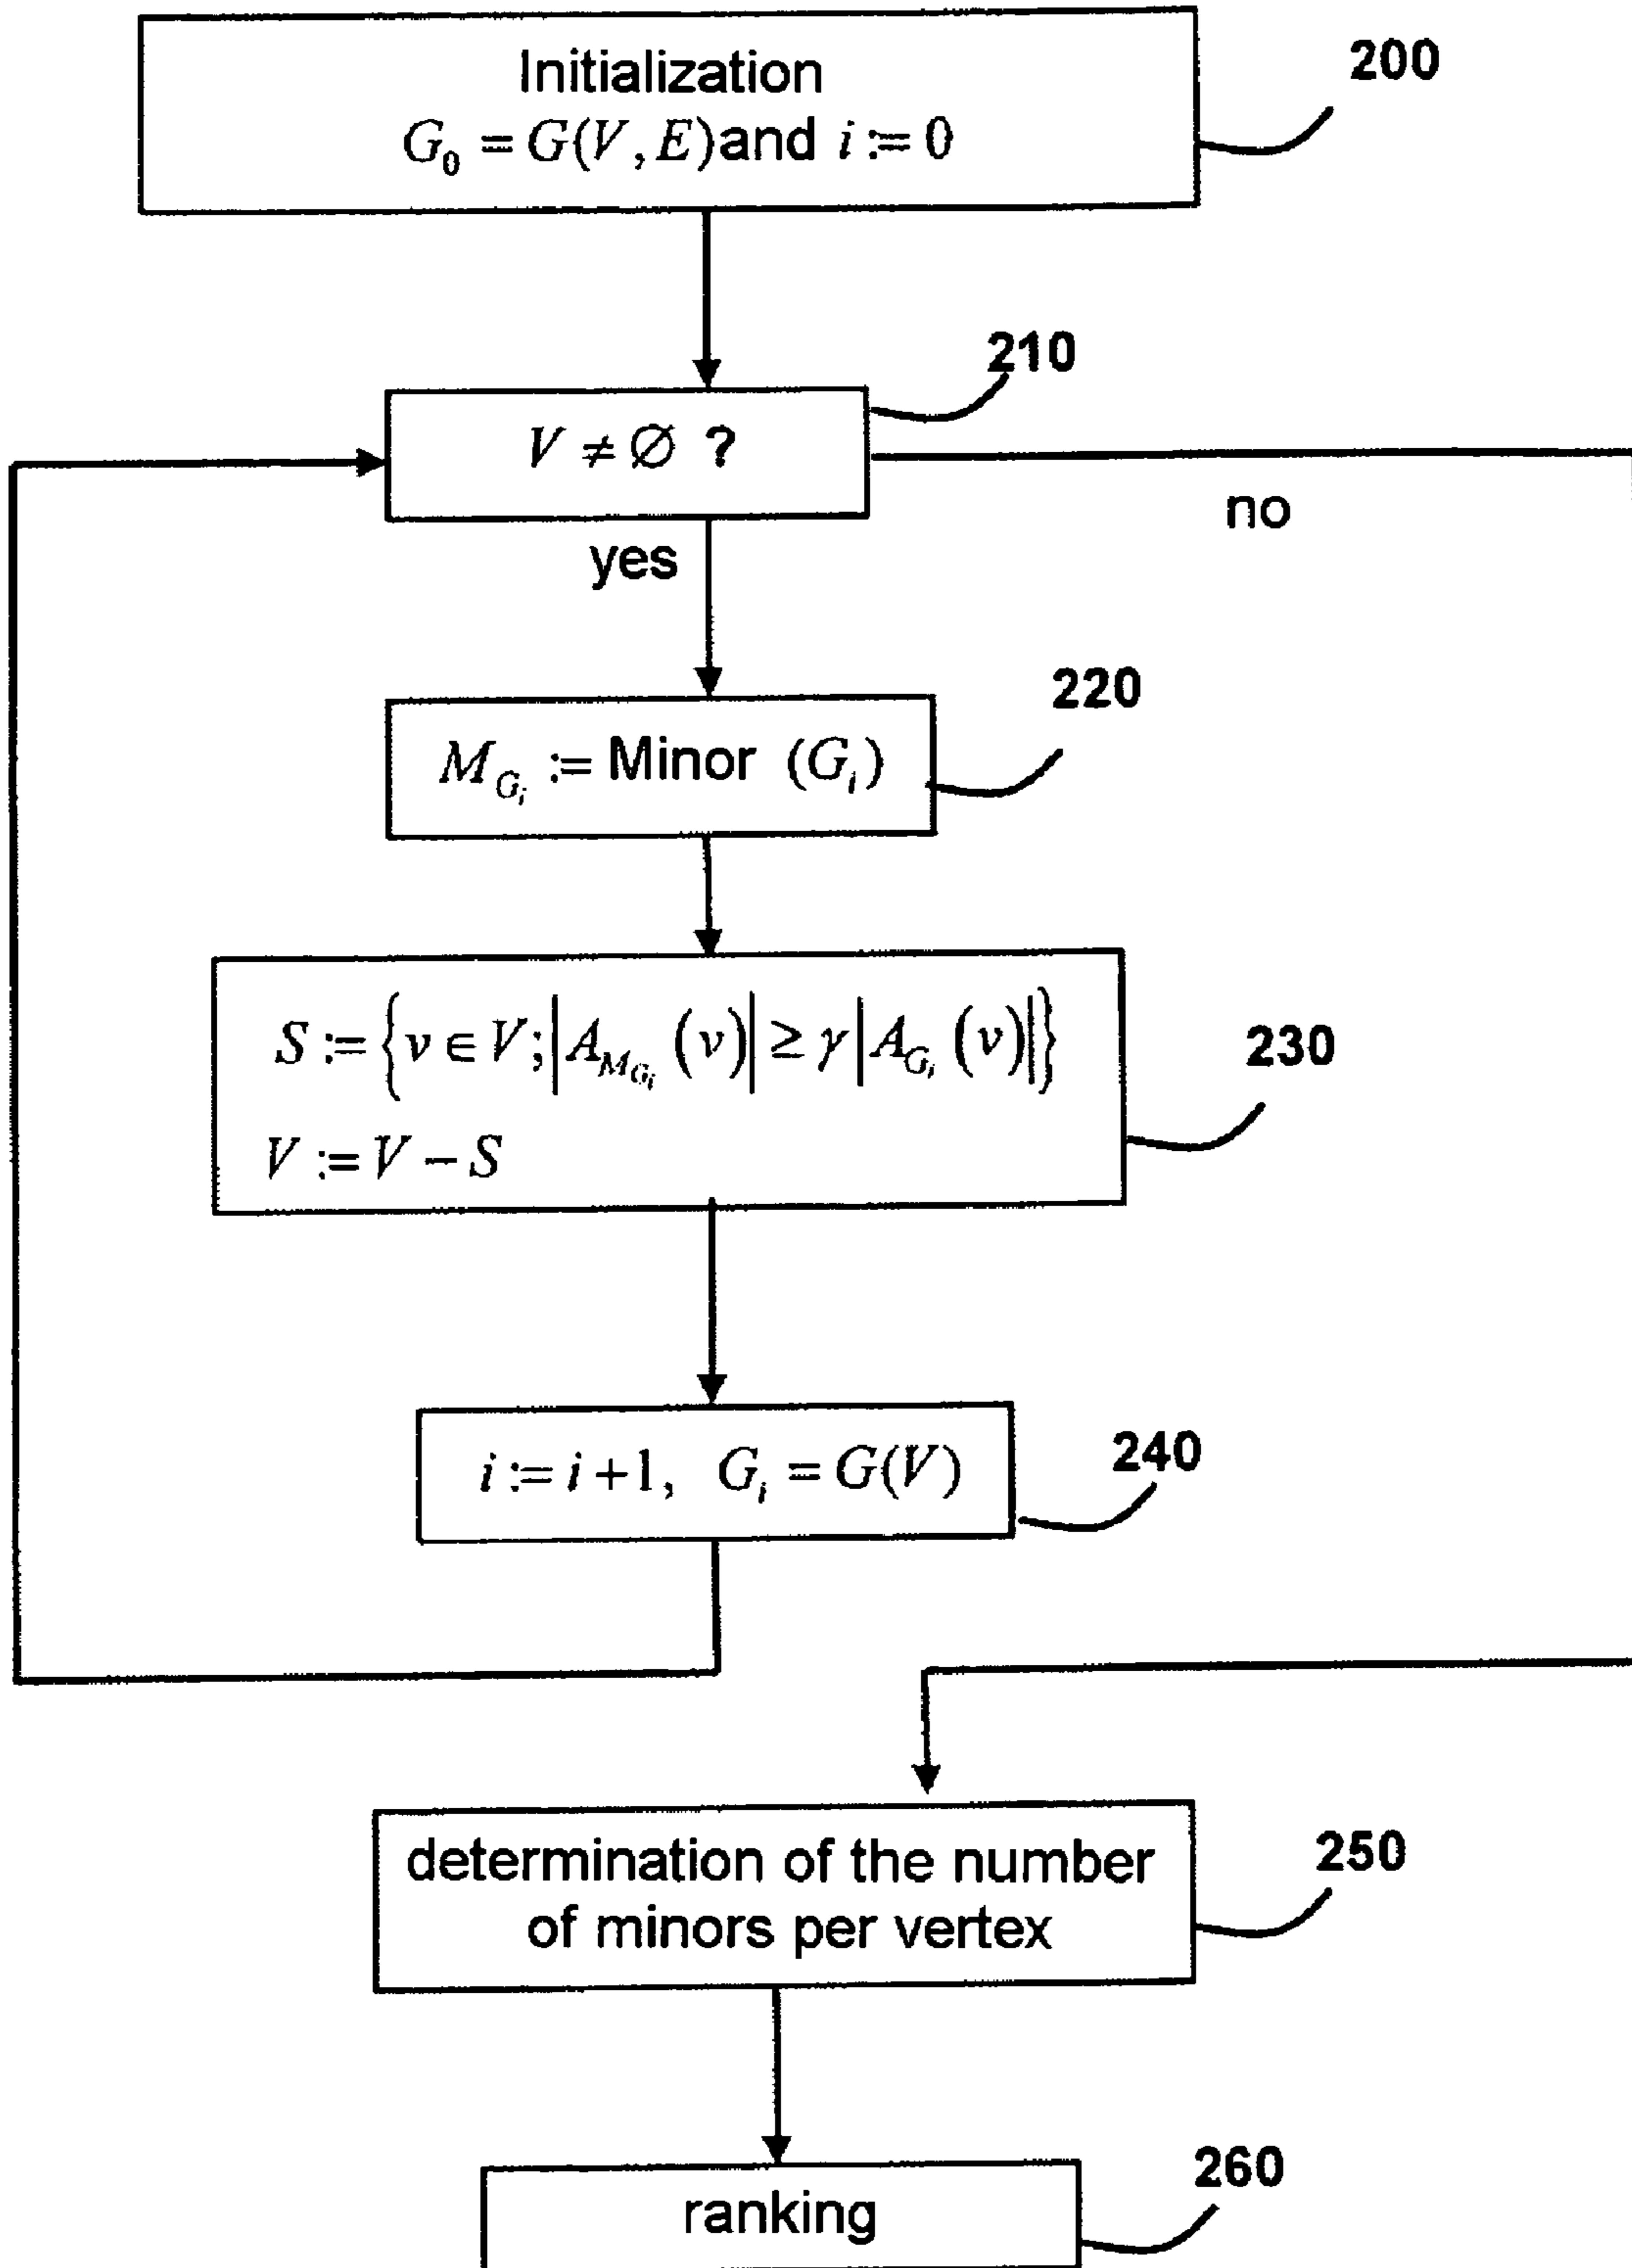 Initialization
G₀ = G(V, E) and i := 0
200
210
V ≠ ∅ ?
no
yes
220
M_{G_i} := Minor (G_i)
S := {v ∈ V; |A_{M_{G_i}} (v)| ≥ γ |A_{G_i} (v)|}
230
V := V − S
i := i + 1, G_i = G(V)
240
determination of the number
of minors per vertex
250
260
ranking